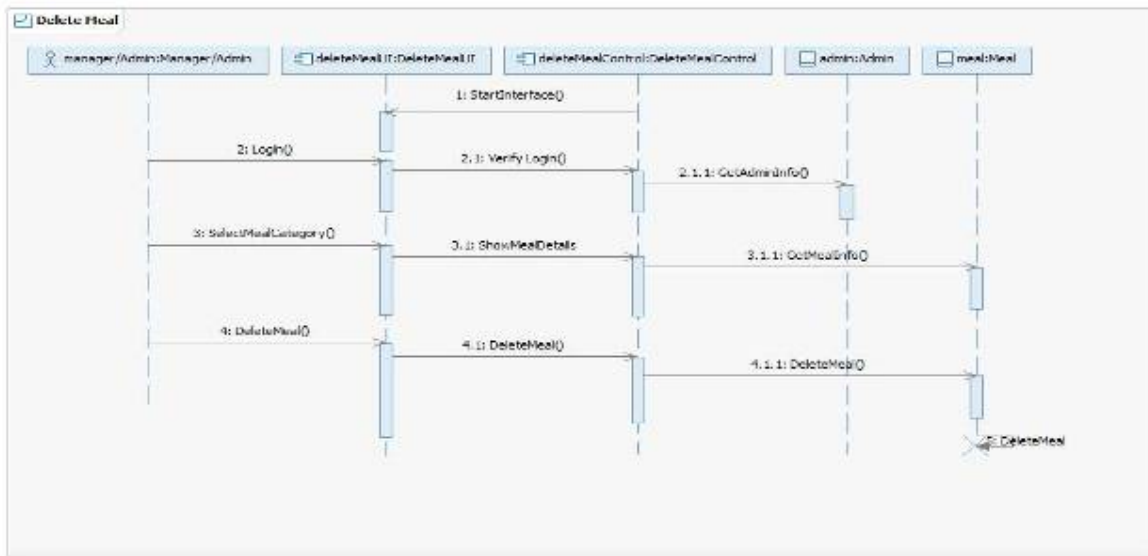 Delete Meal
manager/Admin:Manager/Admin
deleteMealUI:DeleteMealUI
deleteMealControl:DeleteMealControl
admin:Admin
meal:Meal
1: StartInterface()
2: Login()
2.1: Verify Login()
2.1.1: GetAdminInfo()
3: SelectMealCategory()
3.1: ShowMealDetails
3.1.1: GetMealInfo()
4: DeleteMeal()
4.1: DeleteMeal()
4.1.1: DeleteMeal()
5: DeleteMeal